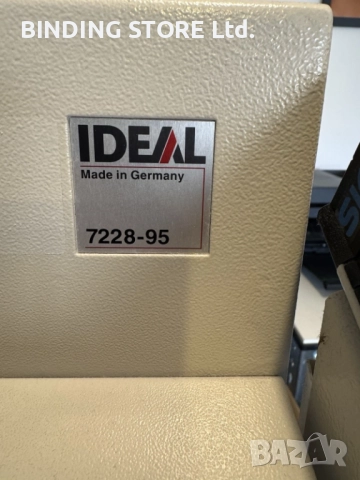 BINDING STORE Ltd.
IDEAL
Made in Germany
7228-95
BAZAR